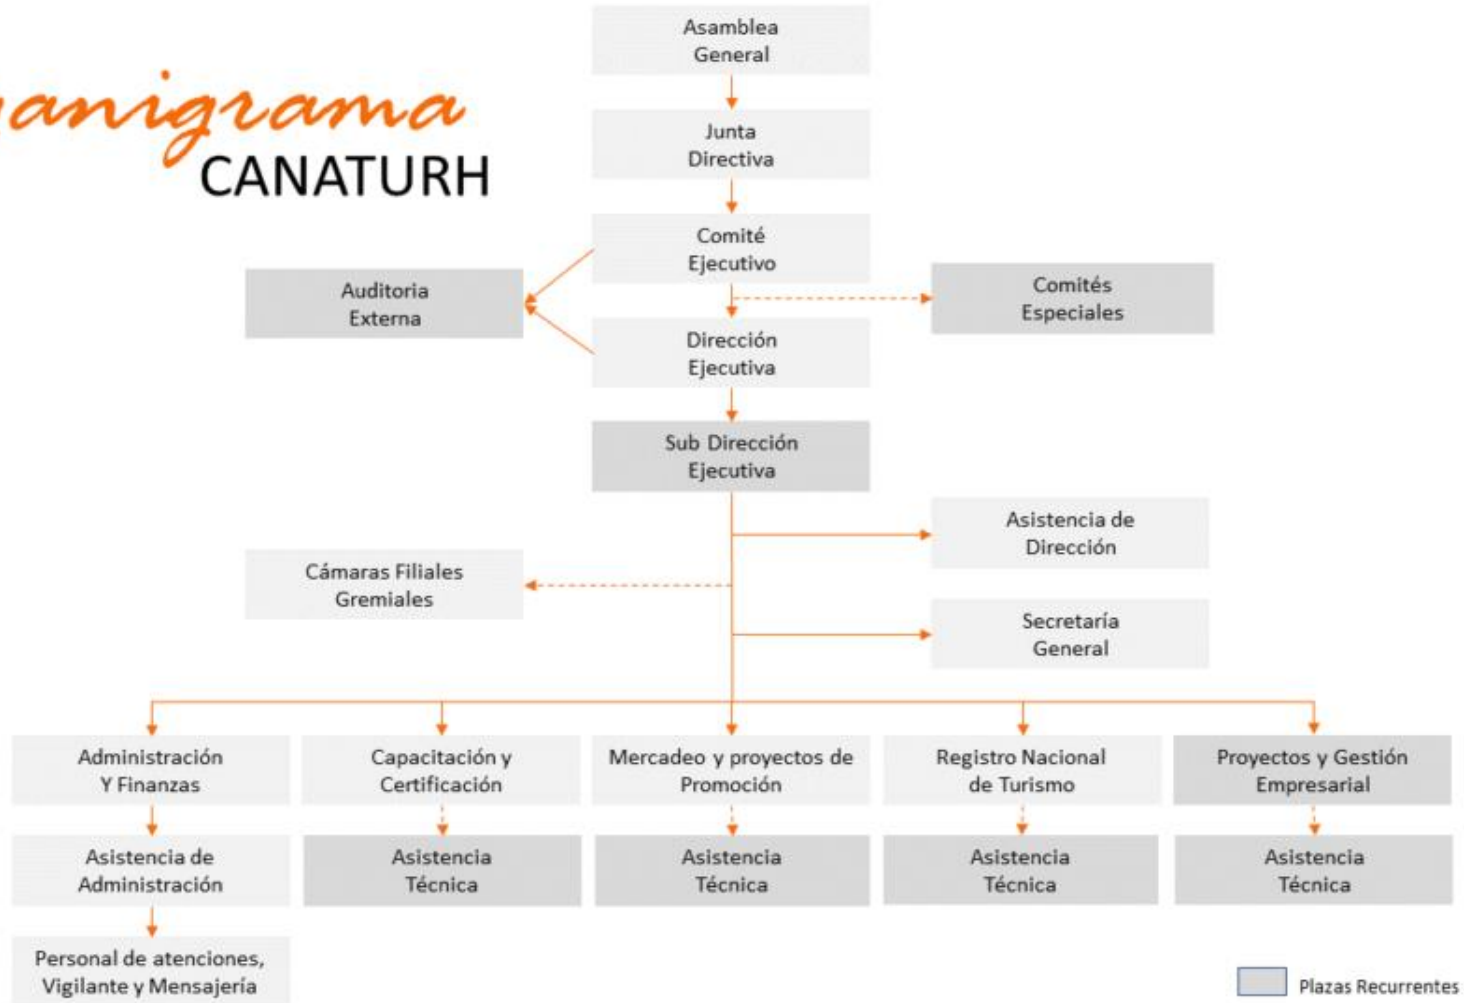 Asamblea
General
anigrama
CANATURH
Junta
Directiva
Comité
Ejecutivo
Auditoria
Externa
Comités
Especiales
Dirección
Ejecutiva
Sub Dirección
Ejecutiva
Asistencia de
Dirección
Cámaras Filiales
Gremiales
Secretaría
General
Administración
Y Finanzas
Capacitación y
Certificación
Mercadeo y proyectos de
Promoción
Registro Nacional
de Turismo
Proyectos y Gestión
Empresarial
Asistencia de
Administración
Asistencia
Técnica
Asistencia
Técnica
Asistencia
Técnica
Asistencia
Técnica
Personal de atenciones,
Vigilante y Mensajería
Plazas Recurrentes